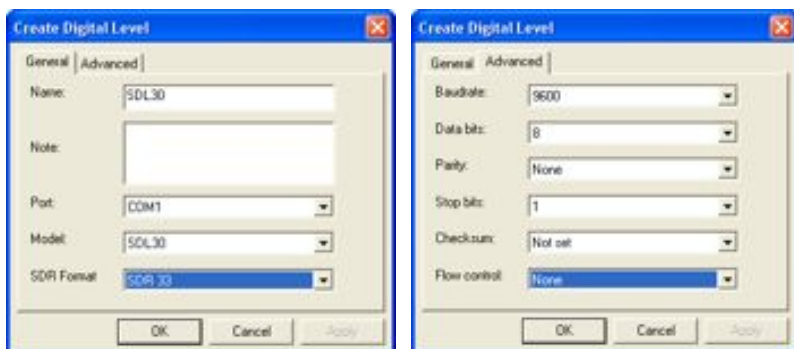 Create Digital Level
General Advanced
Name: SDL30
Note:
Port: COM1
Model: SDL30
SDR Format SDR 33
OK Cancel Apply
Create Digital Level
General Advanced
Baudrate: 9600
Data bits: 8
Parity: None
Stop bits: 1
Checksum: Not set
Flow control: None
OK Cancel Apply